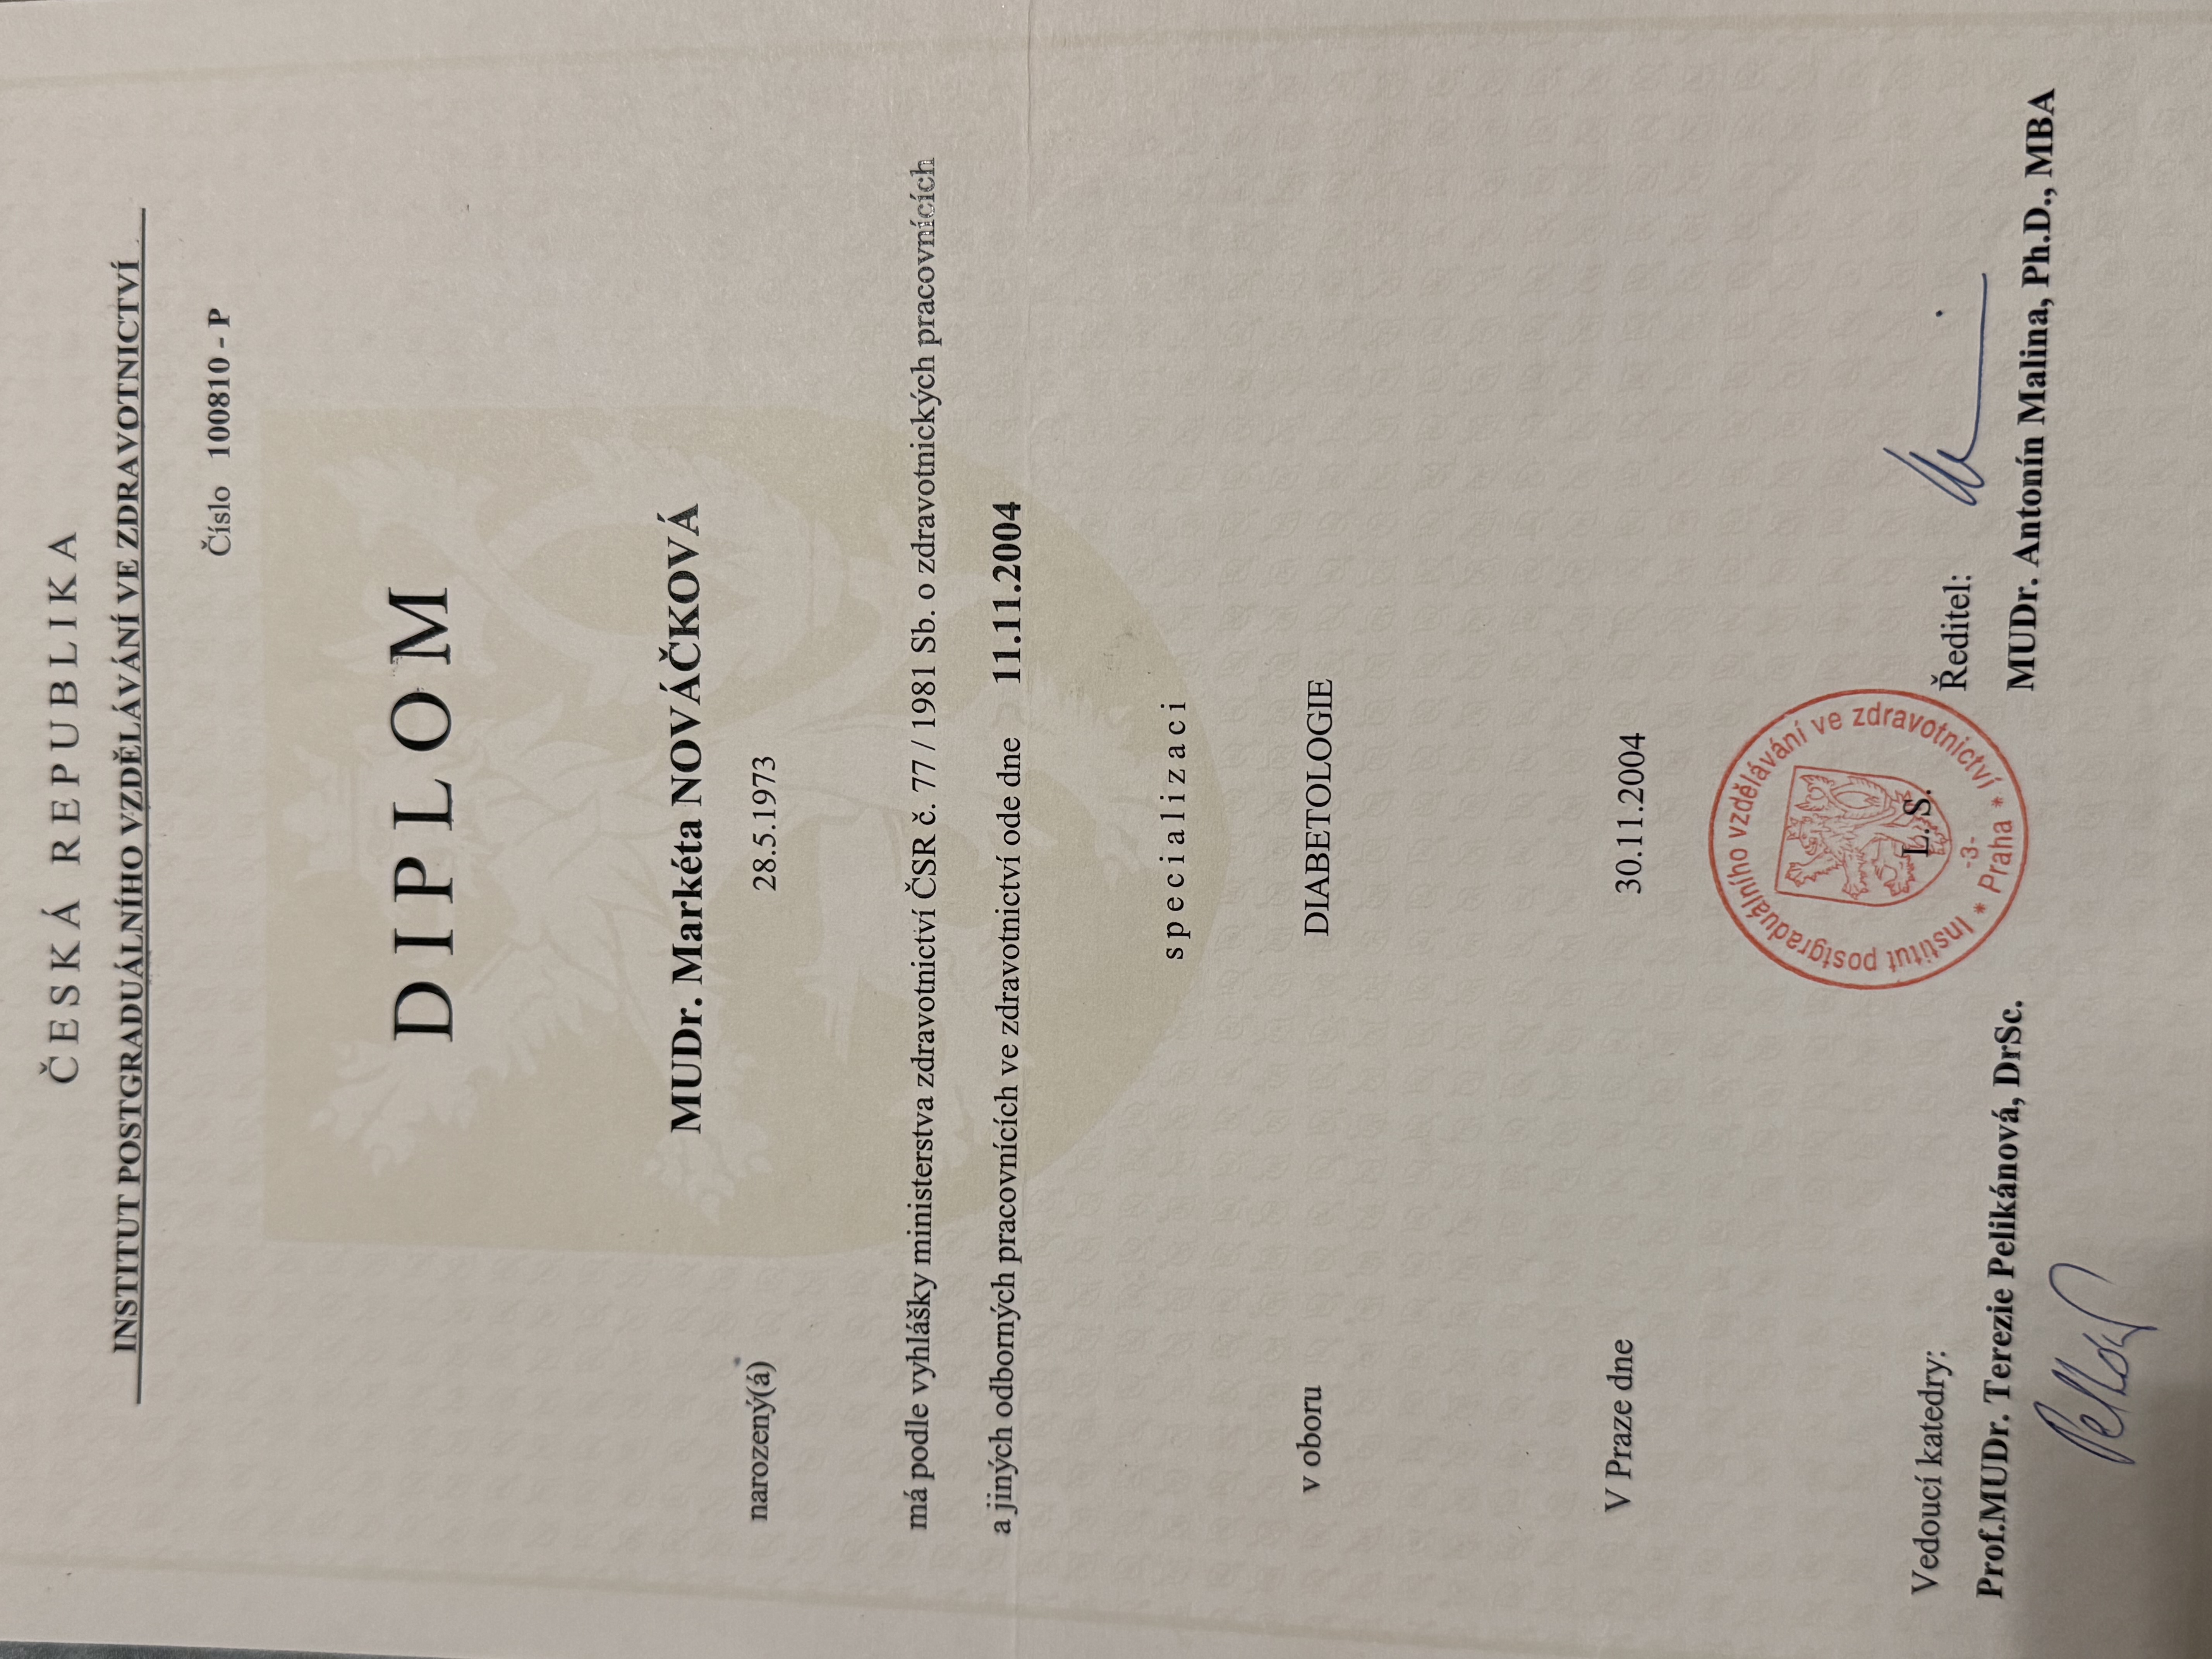 ČESKÁ REPUBLIKA
INSTITUT POSTGRADUÁLNÍHO VZDĚLÁVÁNÍ VE ZDRAVOTNICTVÍ
Číslo 100810 - P
DIPLOM
MUDr. Markéta NOVÁČKOVÁ
narozený(á) 28.5.1973
má podle vyhlášky ministerstva zdravotnictví ČSR č. 77 / 1981 Sb. o zdravotnických pracovnících
a jiných odborných pracovnících ve zdravotnictví ode dne 11.11.2004
specializaci
v oboru DIABETOLOGIE
V Praze dne 30.11.2004
Institut postgraduálního vzdělávání ve zdravotnictví
* Praha *
-3-
L.S.
Vedoucí katedry: Ředitel:
Prof.MUDr. Terezie Pelikánová, DrSc. MUDr. Antonín Malina, Ph.D., MBA